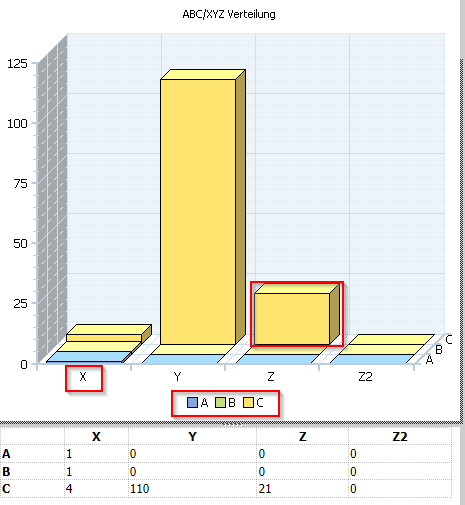 ABC/XYZ Verteilung
125
100
75
50
25
0
C
B
A
X Y Z Z2
A B C
X Y Z Z2
A 1 0 0 0
B 1 0 0 0
C 4 110 21 0